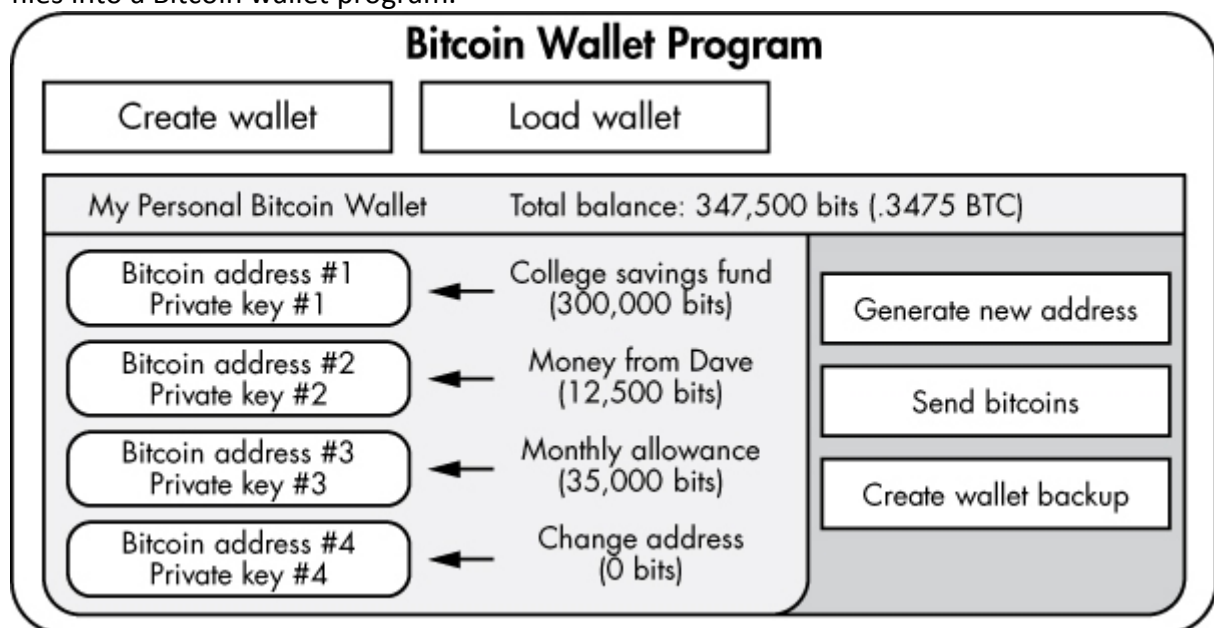 files into a Bitcoin wallet program.
Bitcoin Wallet Program
Create wallet
Load wallet
My Personal Bitcoin Wallet
Total balance: 347,500 bits (.3475 BTC)
Bitcoin address #1
Private key #1
College savings fund
(300,000 bits)
Bitcoin address #2
Private key #2
Money from Dave
(12,500 bits)
Bitcoin address #3
Private key #3
Monthly allowance
(35,000 bits)
Bitcoin address #4
Private key #4
Change address
(0 bits)
Generate new address
Send bitcoins
Create wallet backup